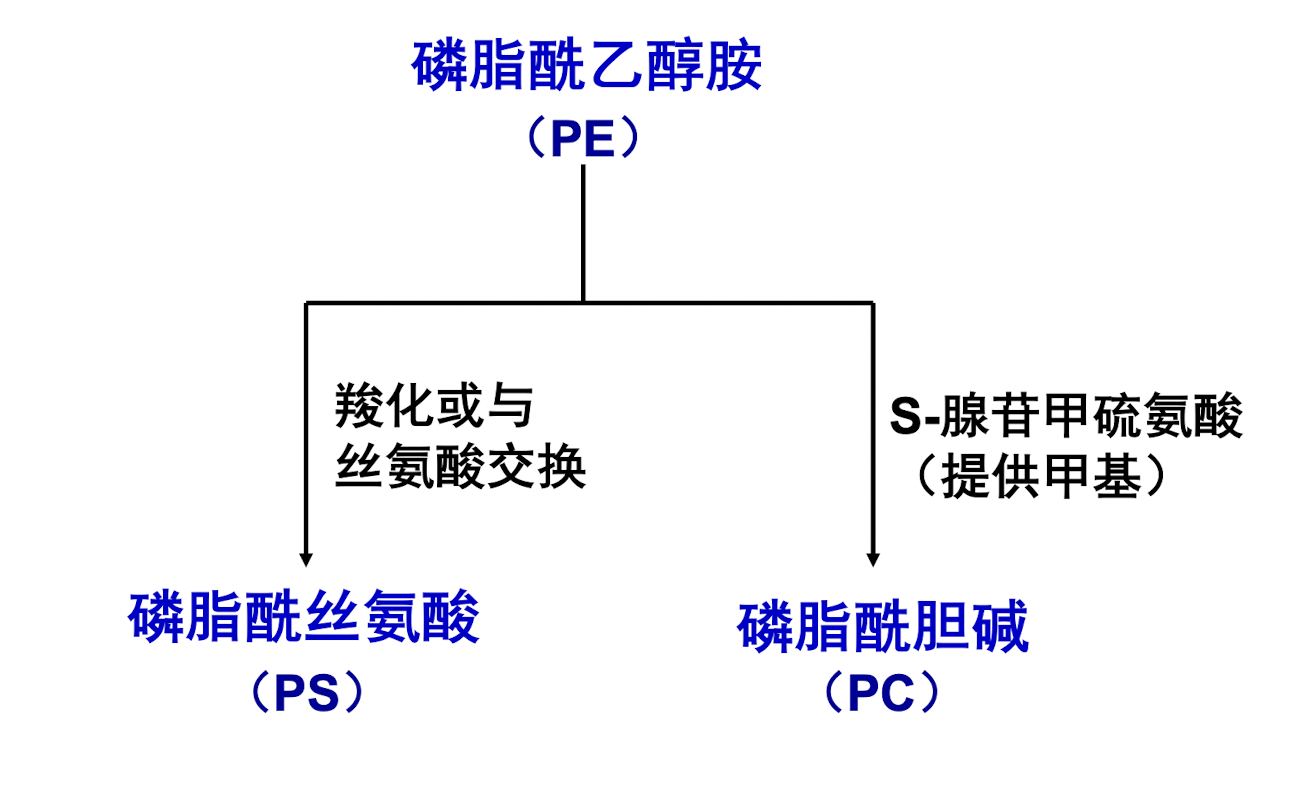 磷脂酰乙醇胺
（PE）
羧化或与
丝氨酸交换
S-腺苷甲硫氨酸
（提供甲基）
磷脂酰丝氨酸
（PS）
磷脂酰胆碱
（PC）